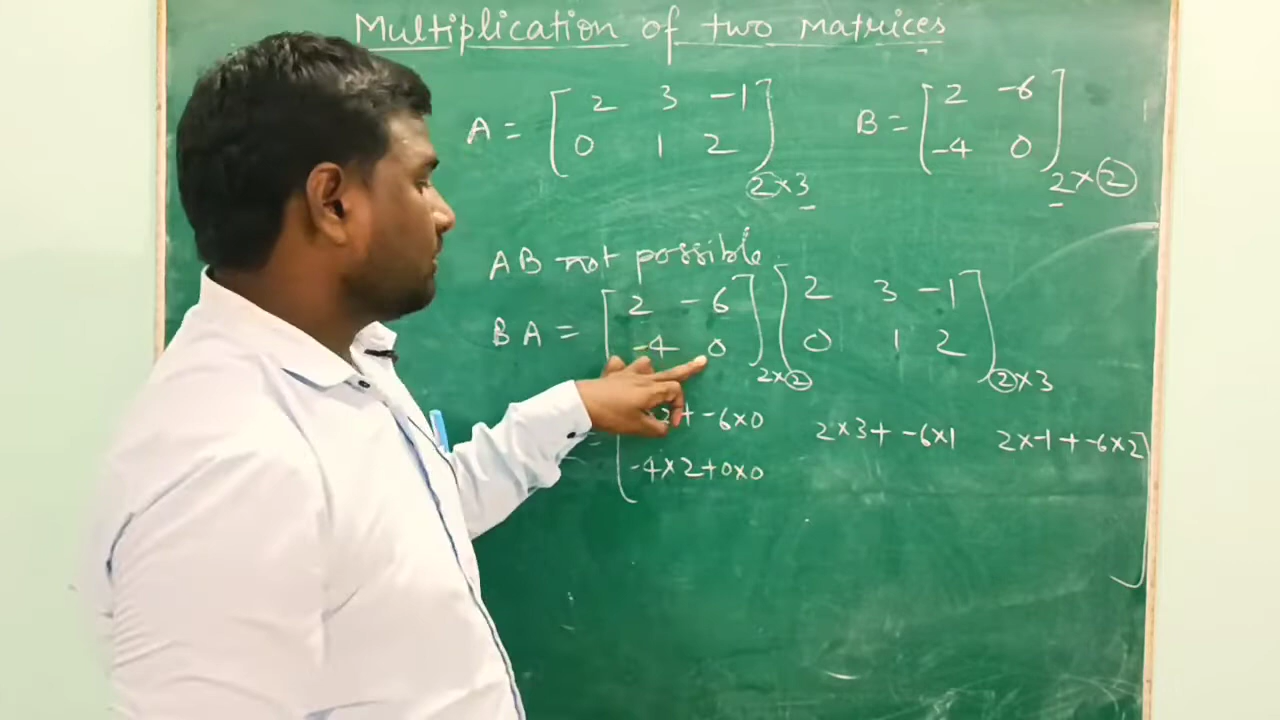 Multiplication of two matrices
A = [ 2 3 -1 B = [ 2 -6
0 1 2 ] 2×3 -4 0 ] 2×2
AB not possible
BA = [ 2 -6 [ 2 3 -1
-4 0 ] 2×2 0 1 2 ] 2×3
= [ 2 + -6×0 2×3 + -6×1 2×-1 + -6×2
-4×2+0×0 ]